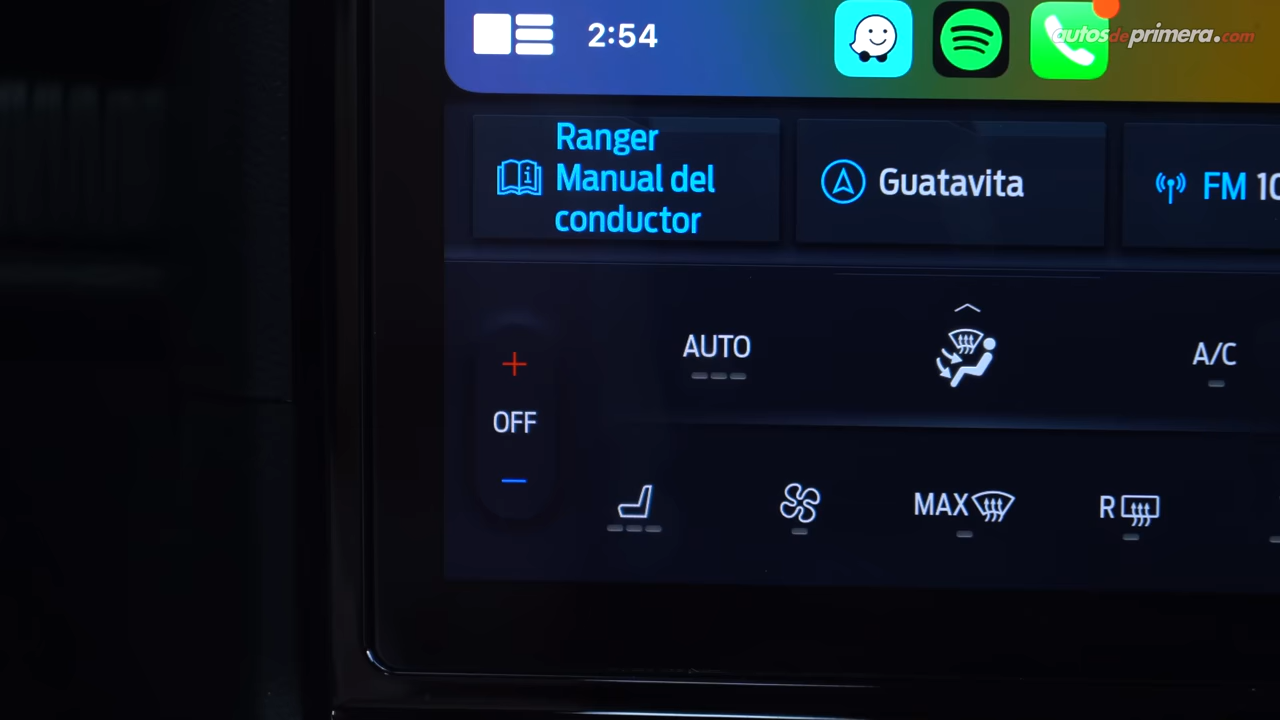 2:54
autosdeprimera.com
Ranger
Manual del
conductor
Guatavita
FM 10
AUTO
A/C
+
OFF
−
MAX
R